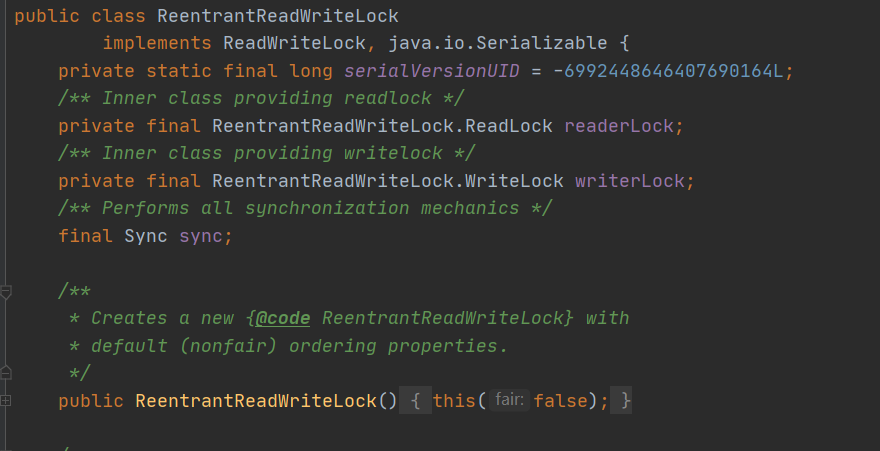 public class ReentrantReadWriteLock
implements ReadWriteLock, java.io.Serializable {
private static final long serialVersionUID = -6992448646407690164L;
/** Inner class providing readlock */
private final ReentrantReadWriteLock.ReadLock readerLock;
/** Inner class providing writelock */
private final ReentrantReadWriteLock.WriteLock writerLock;
/** Performs all synchronization mechanics */
final Sync sync;
/**
* Creates a new {@code ReentrantReadWriteLock} with
* default (nonfair) ordering properties.
*/
public ReentrantReadWriteLock() { this( fair: false); }